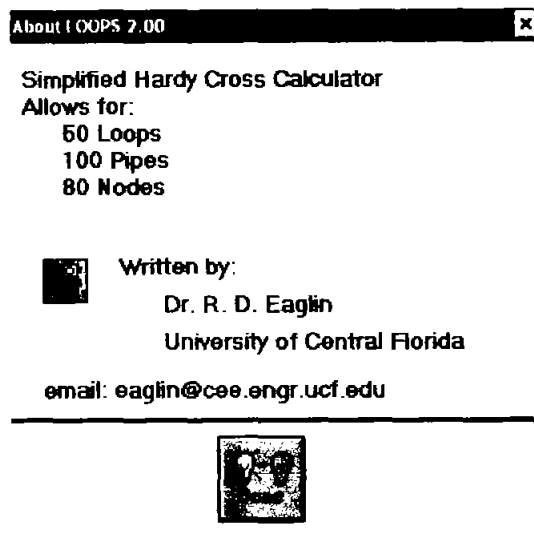 About LOOPS 2.00
Simplified Hardy Cross Calculator
Allows for:
50 Loops
100 Pipes
80 Nodes
Written by:
Dr. R. D. Eaglin
University of Central Florida
email: eaglin@cee.engr.ucf.edu